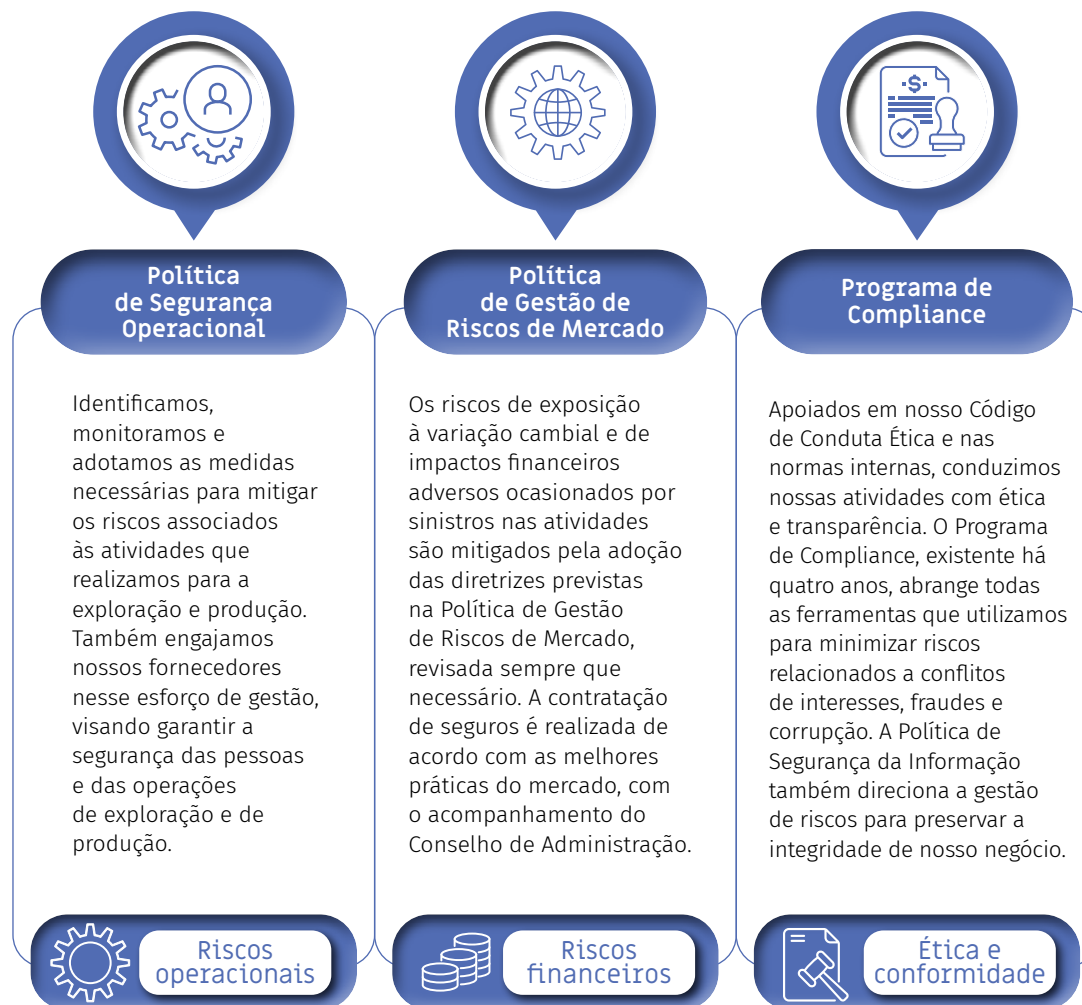 $
Política
de Segurança
Operacional
Identificamos,
monitoramos e
adotamos as medidas
necessárias para mitigar
os riscos associados
às atividades que
realizamos para a
exploração e produção.
Também engajamos
nossos fornecedores
nesse esforço de gestão,
visando garantir a
segurança das pessoas
e das operações
de exploração e de
produção.
Riscos
operacionais
Política
de Gestão de
Riscos de Mercado
Os riscos de exposição
à variação cambial e de
impactos financeiros
adversos ocasionados por
sinistros nas atividades
são mitigados pela adoção
das diretrizes previstas
na Política de Gestão
de Riscos de Mercado,
revisada sempre que
necessário. A contratação
de seguros é realizada de
acordo com as melhores
práticas do mercado, com
o acompanhamento do
Conselho de Administração.
Riscos
financeiros
Programa de
Compliance
Apoiados em nosso Código
de Conduta Ética e nas
normas internas, conduzimos
nossas atividades com ética
e transparência. O Programa
de Compliance, existente há
quatro anos, abrange todas
as ferramentas que utilizamos
para minimizar riscos
relacionados a conflitos
de interesses, fraudes e
corrupção. A Política de
Segurança da Informação
também direciona a gestão
de riscos para preservar a
integridade de nosso negócio.
Ética e
conformidade